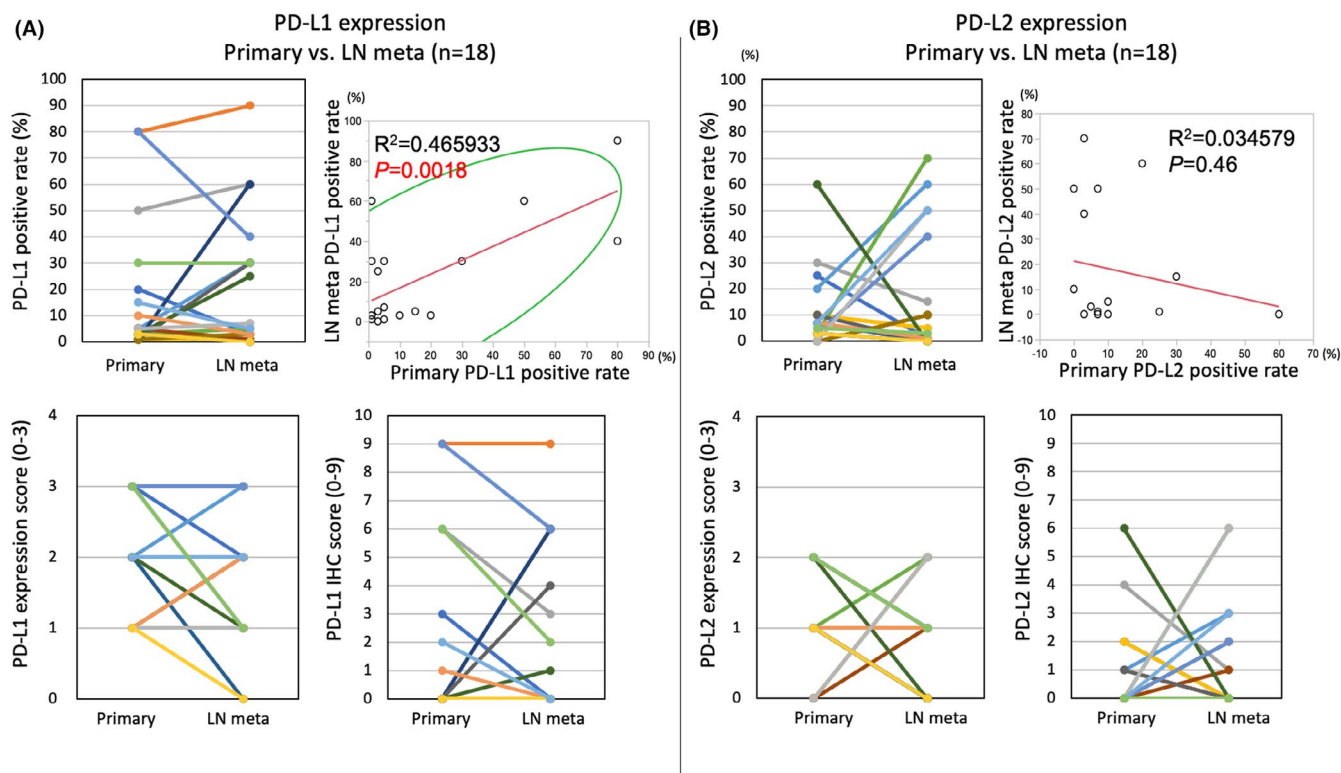 (A)
PD-L1 expression
Primary vs. LN meta (n=18)
PD-L1 positive rate (%)
100
90
80
70
60
50
40
30
20
10
0
Primary LN meta
(%)
LN meta PD-L1 positive rate
100
80
60
40
20
0
R²=0.465933
P=0.0018
0 10 20 30 40 50 60 70 80 90 (%)
Primary PD-L1 positive rate
PD-L1 expression score (0-3)
4
3
2
1
0
Primary LN meta
PD-L1 IHC score (0-9)
10
9
8
7
6
5
4
3
2
1
0
Primary LN meta
(B)
PD-L2 expression
Primary vs. LN meta (n=18)
(%)
PD-L2 positive rate (%)
100
90
80
70
60
50
40
30
20
10
0
Primary LN meta
(%)
LN meta PD-L2 positive rate
80
70
60
50
40
30
20
10
0
-10
R²=0.034579
P=0.46
-10 0 10 20 30 40 50 60 70 (%)
Primary PD-L2 positive rate
PD-L2 expression score (0-3)
4
3
2
1
0
Primary LN meta
PD-L2 IHC score (0-9)
10
9
8
7
6
5
4
3
2
1
0
Primary LN meta